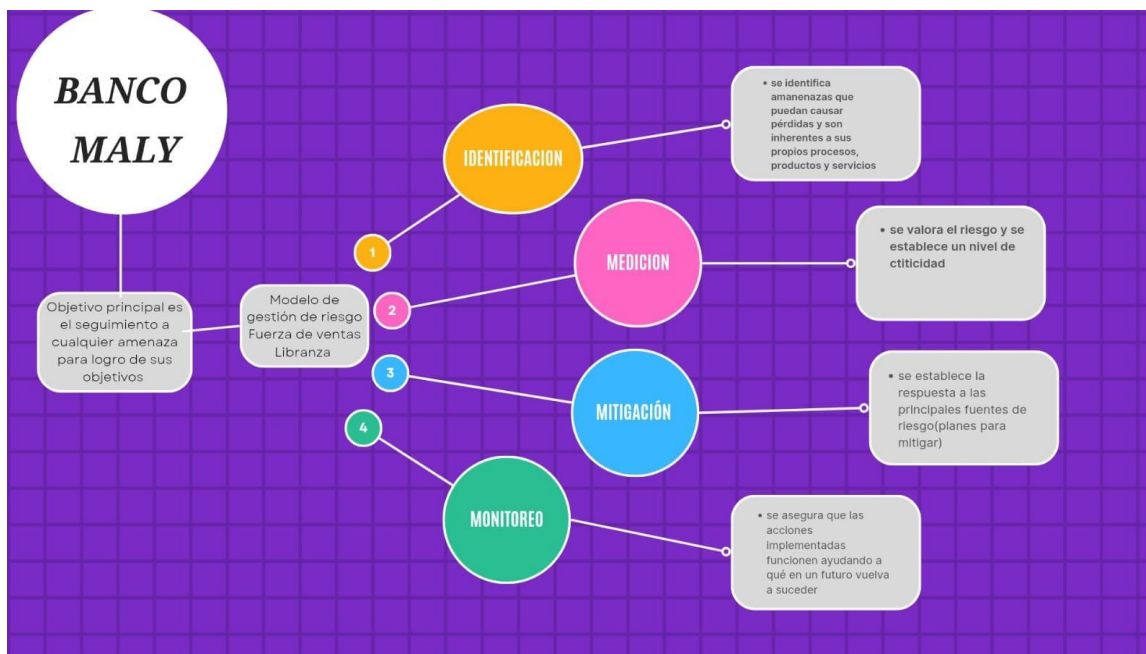 BANCO
MALY
Objetivo principal es
el seguimiento a
cualquier amenaza
para logro de sus
objetivos
Modelo de
gestión de riesgo
Fuerza de ventas
Libranza
1
IDENTIFICACION
• se identifica
amanenazas que
puedan causar
pérdidas y son
inherentes a sus
propios procesos,
productos y servicios
2
MEDICION
• se valora el riesgo y se
establece un nivel de
ctiticidad
3
MITIGACIÓN
• se establece la
respuesta a las
principales fuentes de
riesgo(planes para
mitigar)
4
MONITOREO
• se asegura que las
acciones
implementadas
funcionen ayudando a
qué en un futuro vuelva
a suceder